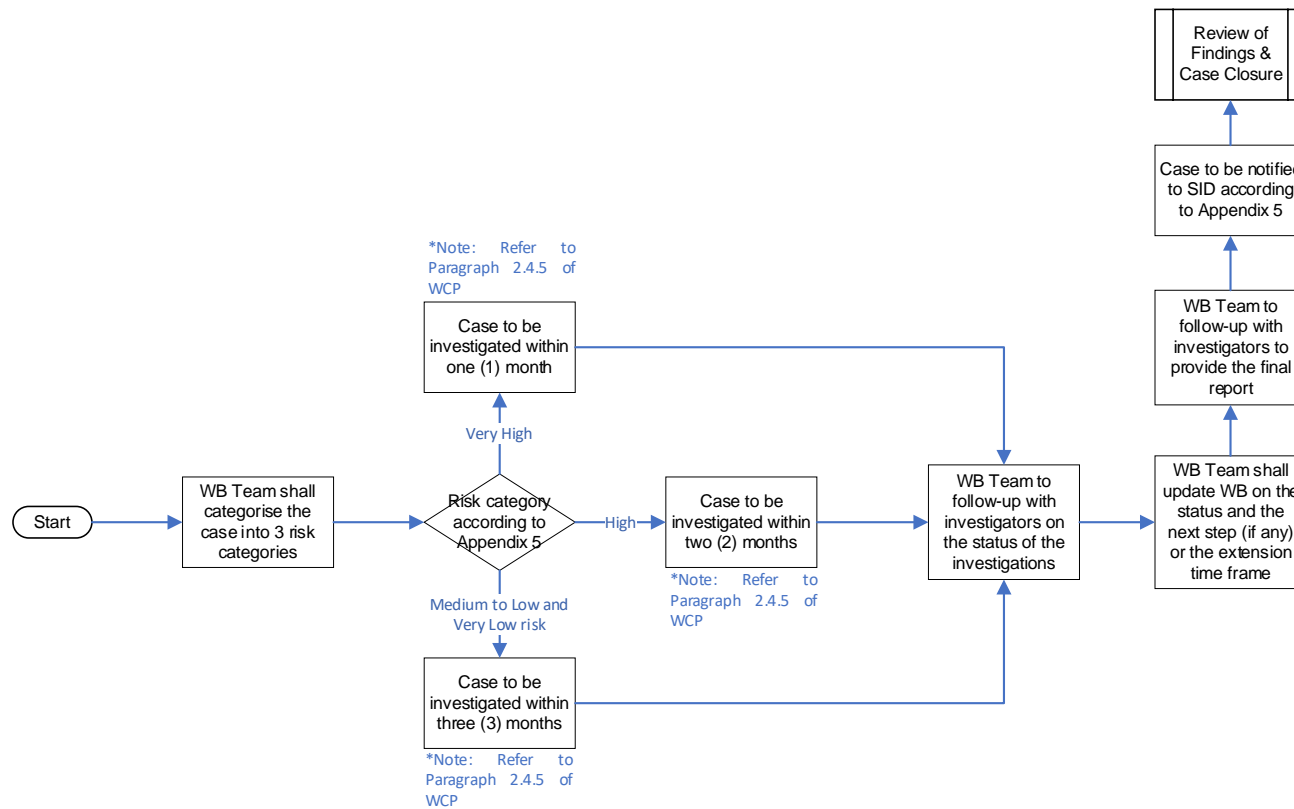 Start
WB Team shall
categorise the
case into 3 risk
categories
Risk category
according to
Appendix 5
Very High
*Note: Refer to
Paragraph 2.4.5 of
WCP
Case to be
investigated within
one (1) month
High
Case to be
investigated within
two (2) months
*Note: Refer to
Paragraph 2.4.5 of
WCP
Medium to Low and
Very Low risk
Case to be
investigated within
three (3) months
*Note: Refer to
Paragraph 2.4.5 of
WCP
WB Team to
follow-up with
investigators on
the status of the
investigations
WB Team shall
update WB on the
status and the
next step (if any)
or the extension
time frame
WB Team to
follow-up with
investigators to
provide the final
report
Case to be notified
to SID according
to Appendix 5
Review of
Findings &
Case Closure